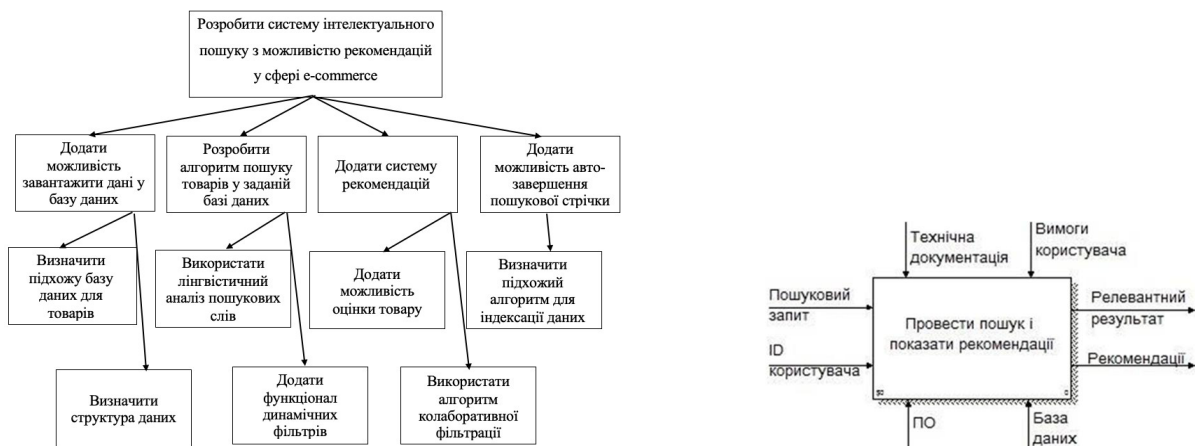 Розробити систему інтелектуального
пошуку з можливістю рекомендацій
у сфері e-commerce
Додати
можливість
завантажити дані у
базу даних
Розробити
алгоритм пошуку
товарів у заданій
базі даних
Додати систему
рекомендацій
Додати
можливість авто-
завершення
пошукової стрічки
Визначити
підхожу базу
даних для
товарів
Використати
лінгвістичний
аналіз пошукових
слів
Додати
можливість
оцінки товару
Визначити
підхожий
алгоритм для
індексації даних
Визначити
структура даних
Додати
функціонал
динамічних
фільтрів
Використати
алгоритм
колаборативної
фільтрації
Технічна
документація
Вимоги
користувача
Пошуковий
запит
ID
користувача
Провести пошук і
показати рекомендації
Релевантний
результат
Рекомендації
ПО
База
даних